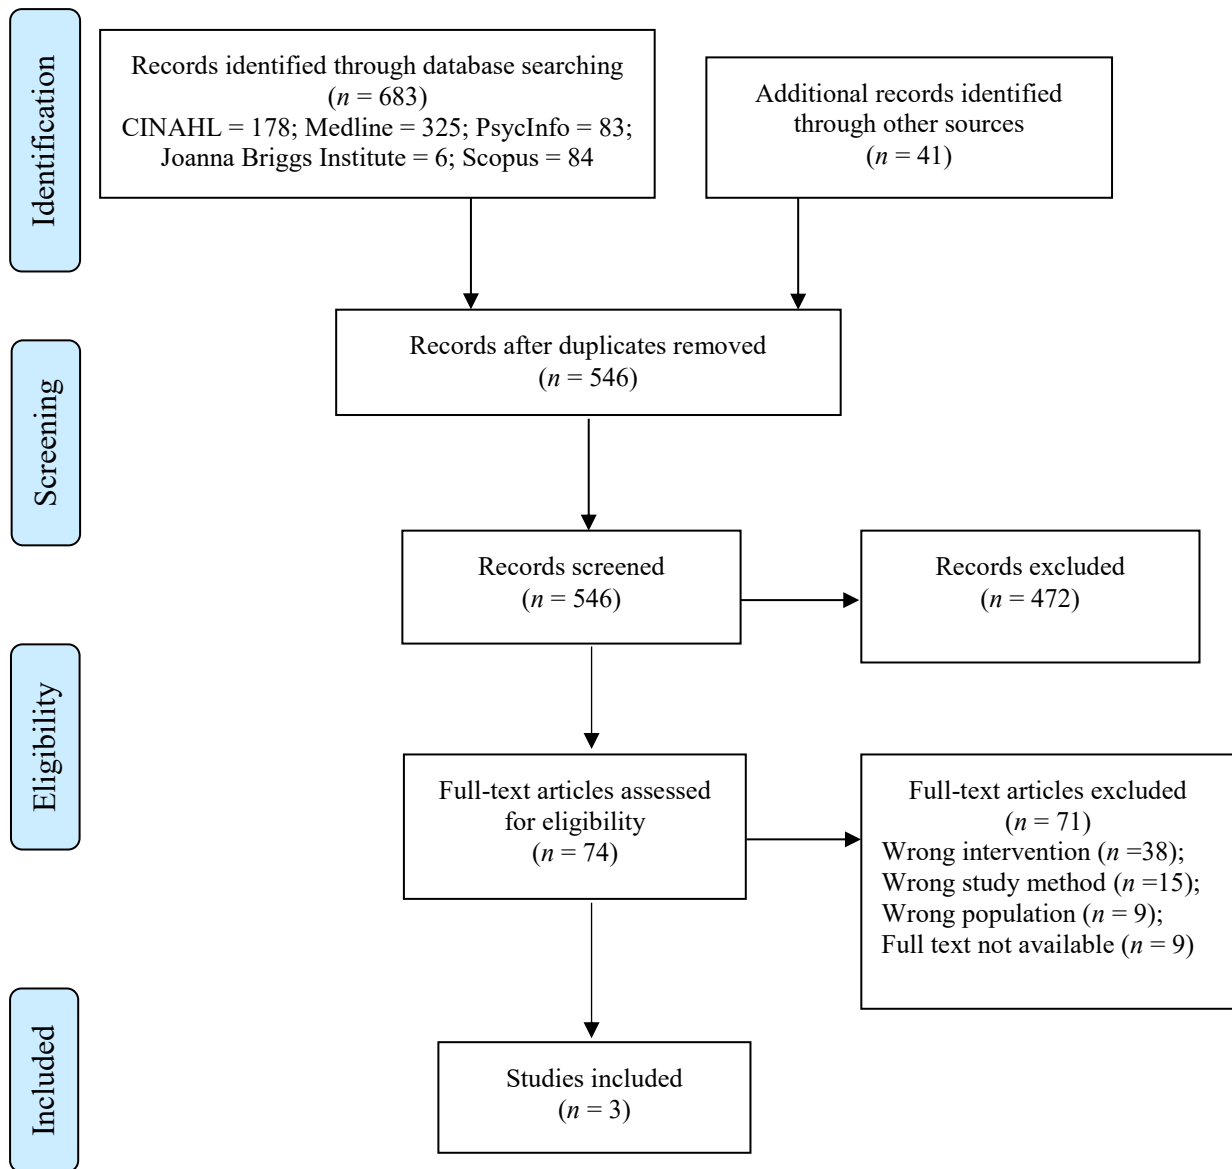 Identification
Records identified through database searching
(n = 683)
CINAHL = 178; Medline = 325; PsycInfo = 83;
Joanna Briggs Institute = 6; Scopus = 84
Additional records identified
through other sources
(n = 41)
Screening
Records after duplicates removed
(n = 546)
Records screened
(n = 546)
Records excluded
(n = 472)
Eligibility
Full-text articles assessed
for eligibility
(n = 74)
Full-text articles excluded
(n = 71)
Wrong intervention (n =38);
Wrong study method (n =15);
Wrong population (n = 9);
Full text not available (n = 9)
Included
Studies included
(n = 3)